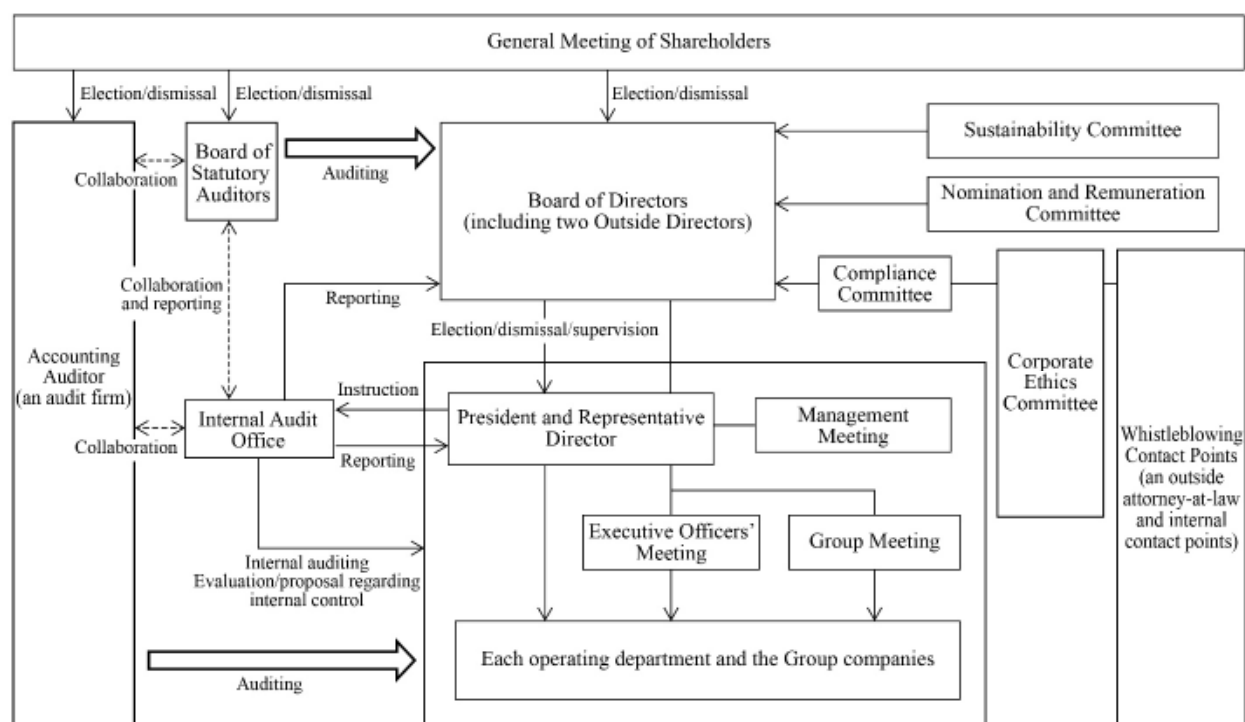 General Meeting of Shareholders
Election/dismissal
Election/dismissal
Election/dismissal
Board of
Statutory
Auditors
Auditing
Collaboration
Board of Directors
(including two Outside Directors)
Sustainability Committee
Nomination and Remuneration
Committee
Compliance
Committee
Collaboration
and reporting
Reporting
Election/dismissal/supervision
Accounting
Auditor
(an audit firm)
Corporate
Ethics
Committee
Instruction
Internal Audit
Office
President and Representative
Director
Management
Meeting
Collaboration
Reporting
Whistleblowing
Contact Points
(an outside
attorney-at-law
and internal
contact points)
Executive Officers’
Meeting
Group Meeting
Internal auditing
Evaluation/proposal regarding
internal control
Each operating department and the Group companies
Auditing